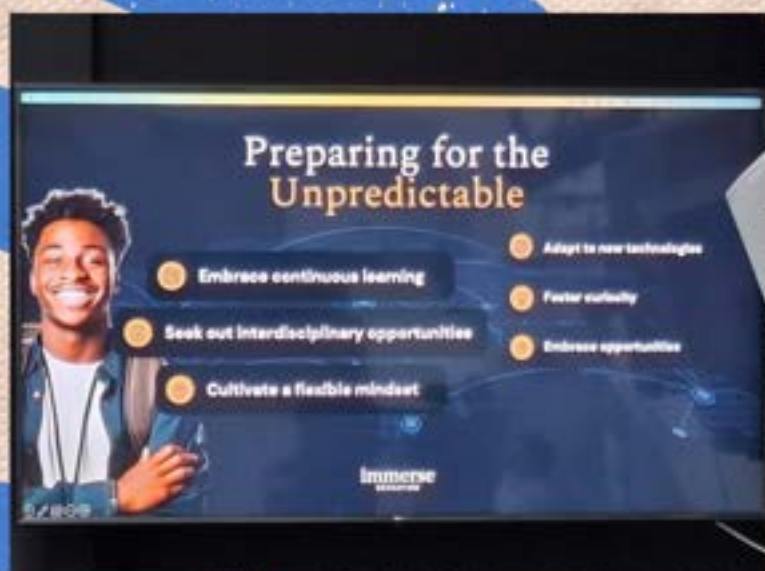 Preparing for the
Unpredictable
Embrace continuous learning
Seek out interdisciplinary opportunities
Cultivate a flexible mindset
Adapt to new technologies
Foster curiosity
Embrace opportunities
immerse
EDUCATION